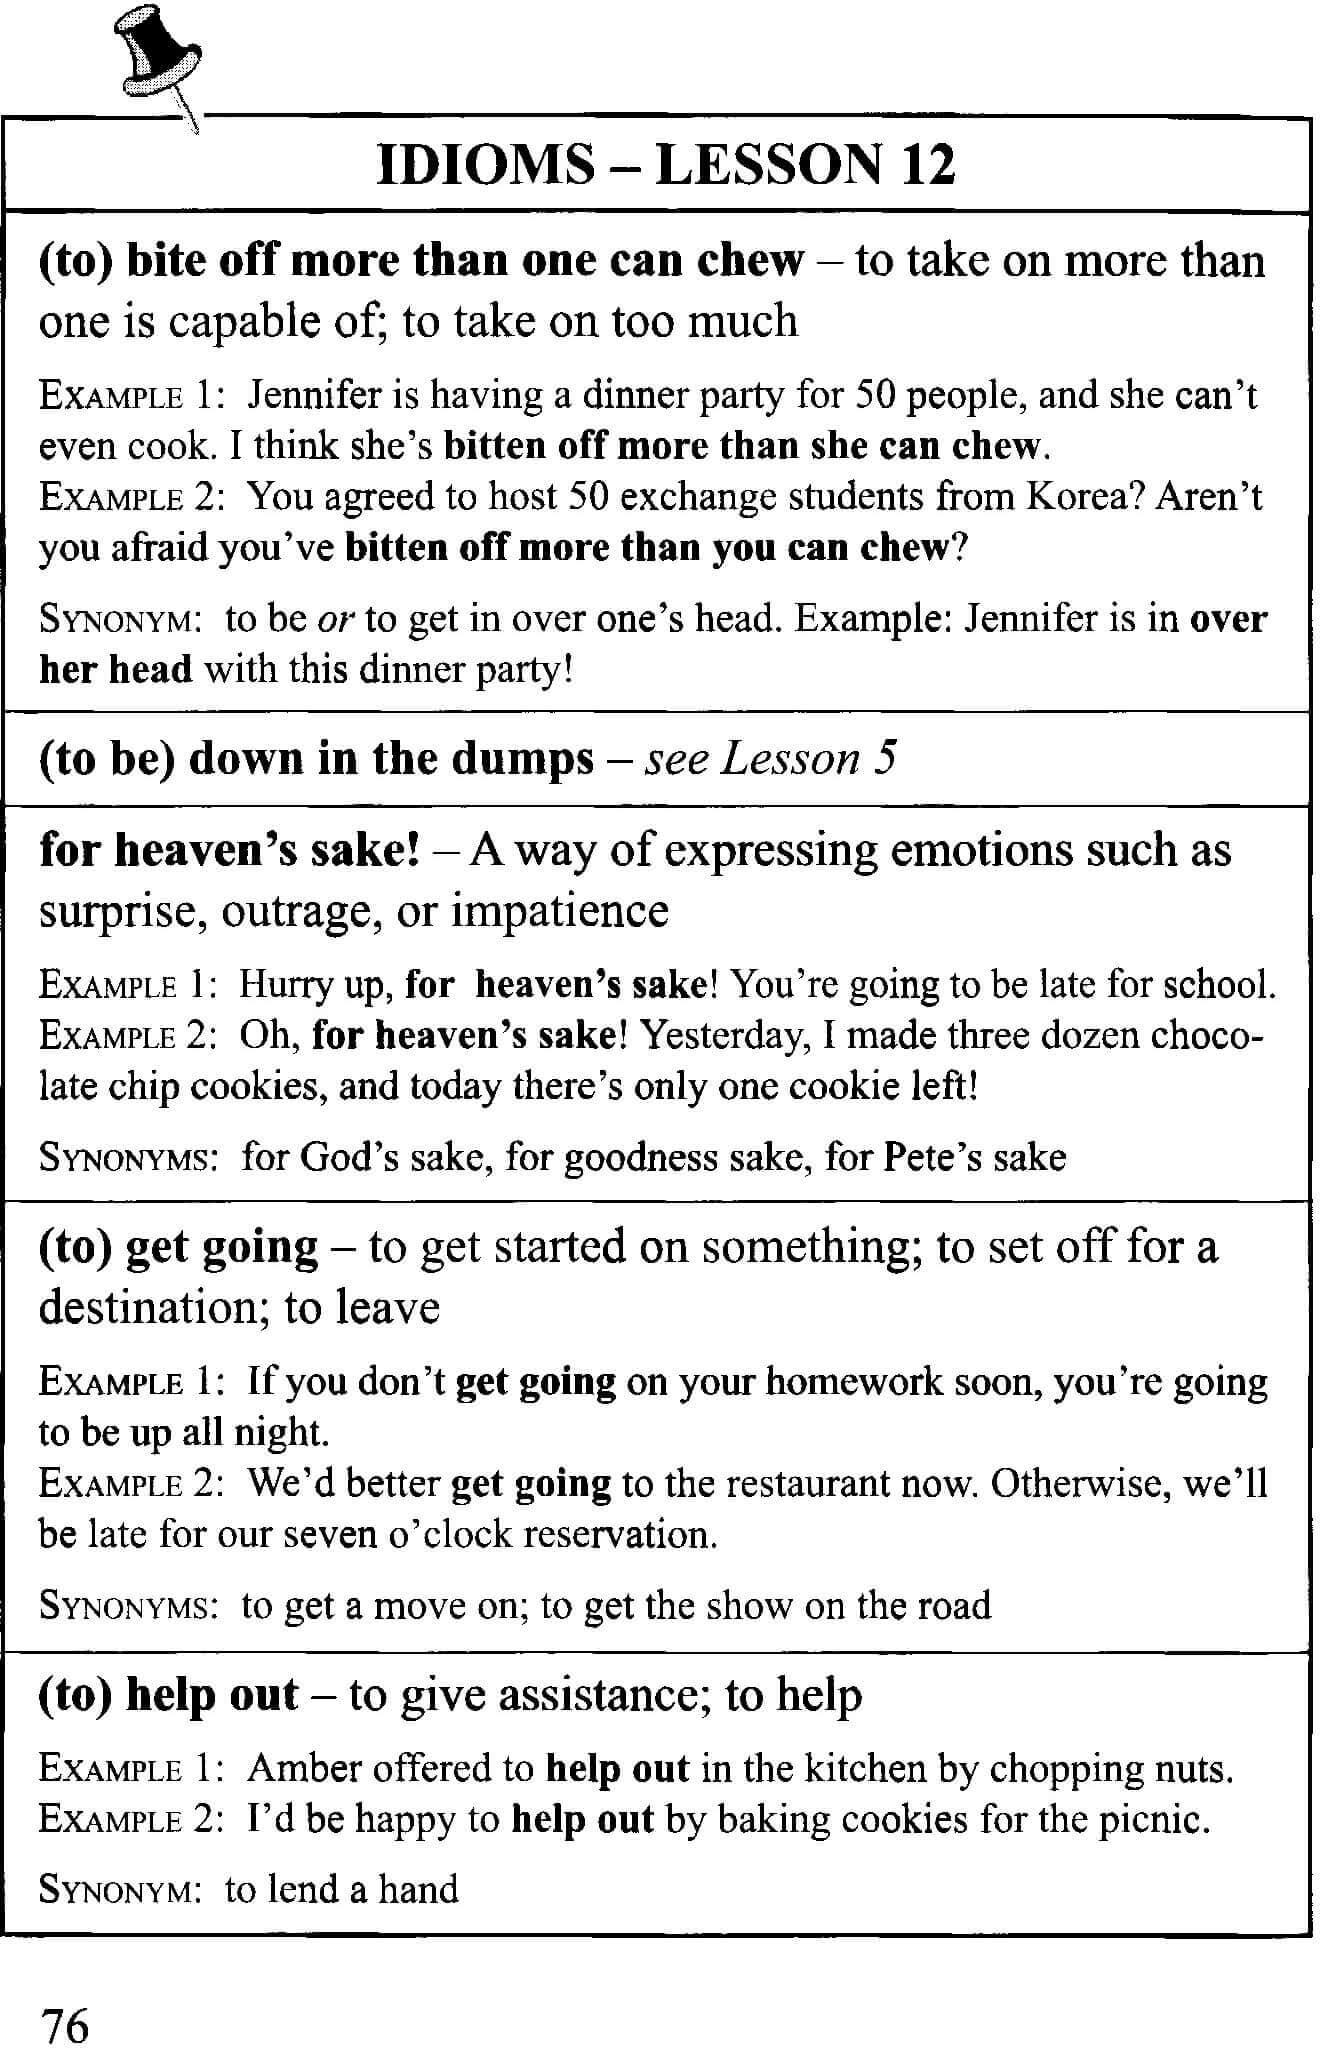 IDIOMS – LESSON 12
(to) bite off more than one can chew – to take on more than
one is capable of; to take on too much
EXAMPLE 1: Jennifer is having a dinner party for 50 people, and she can't
even cook. I think she's bitten off more than she can chew.
EXAMPLE 2: You agreed to host 50 exchange students from Korea? Aren't
you afraid you've bitten off more than you can chew?
SYNONYM: to be or to get in over one's head. Example: Jennifer is in over
her head with this dinner party!
(to be) down in the dumps – see Lesson 5
for heaven's sake! – A way of expressing emotions such as
surprise, outrage, or impatience
EXAMPLE 1: Hurry up, for heaven's sake! You're going to be late for school.
EXAMPLE 2: Oh, for heaven's sake! Yesterday, I made three dozen choco-
late chip cookies, and today there's only one cookie left!
SYNONYMS: for God's sake, for goodness sake, for Pete's sake
(to) get going – to get started on something; to set off for a
destination; to leave
EXAMPLE 1: If you don't get going on your homework soon, you're going
to be up all night.
EXAMPLE 2: We'd better get going to the restaurant now. Otherwise, we'll
be late for our seven o'clock reservation.
SYNONYMS: to get a move on; to get the show on the road
(to) help out – to give assistance; to help
EXAMPLE 1: Amber offered to help out in the kitchen by chopping nuts.
EXAMPLE 2: I'd be happy to help out by baking cookies for the picnic.
SYNONYM: to lend a hand
76